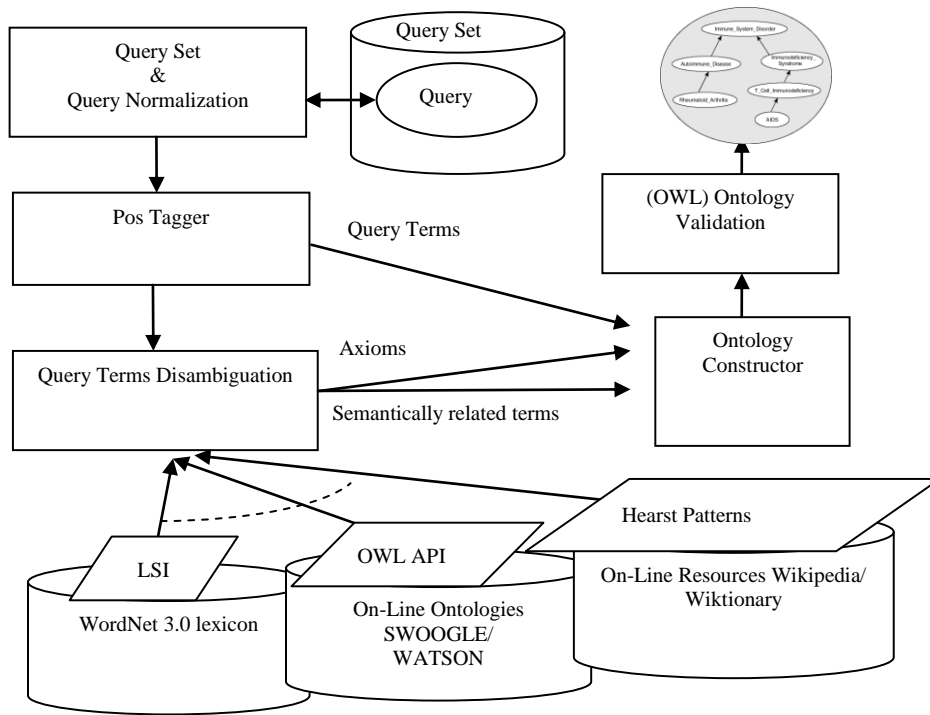 Query Set
&
Query Normalization
Query Set
Query
Immune_System_Disorder
Autoimmune_Disease
Immunodeficiency_
Syndrome
Rheumatoid_Arthritis
T_Cell_Immunodeficiency
AIDS
Pos Tagger
Query Terms
(OWL) Ontology
Validation
Query Terms Disambiguation
Axioms
Semantically related terms
Ontology
Constructor
LSI
WordNet 3.0 lexicon
OWL API
On-Line Ontologies
SWOOGLE/
WATSON
Hearst Patterns
On-Line Resources Wikipedia/
Wiktionary